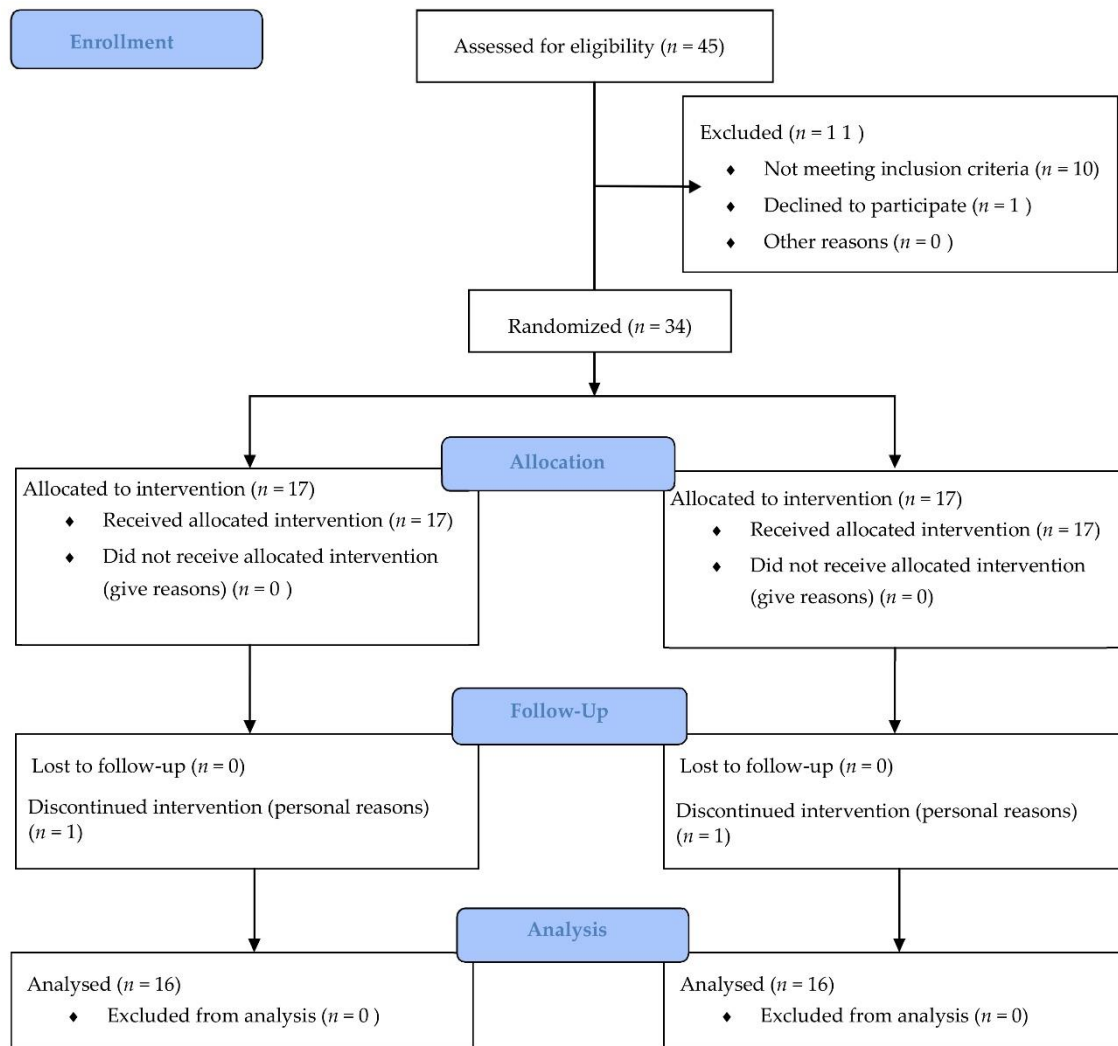 Enrollment
Assessed for eligibility (n = 45)
Excluded (n = 1 1 )
♦ Not meeting inclusion criteria (n = 10)
♦ Declined to participate (n = 1 )
♦ Other reasons (n = 0 )
Randomized (n = 34)
Allocation
Allocated to intervention (n = 17)
♦ Received allocated intervention (n = 17)
♦ Did not receive allocated intervention
(give reasons) (n = 0 )
Allocated to intervention (n = 17)
♦ Received allocated intervention (n = 17)
♦ Did not receive allocated intervention
(give reasons) (n = 0)
Follow-Up
Lost to follow-up (n = 0)
Discontinued intervention (personal reasons)
(n = 1)
Lost to follow-up (n = 0)
Discontinued intervention (personal reasons)
(n = 1)
Analysis
Analysed (n = 16)
♦ Excluded from analysis (n = 0 )
Analysed (n = 16)
♦ Excluded from analysis (n = 0)